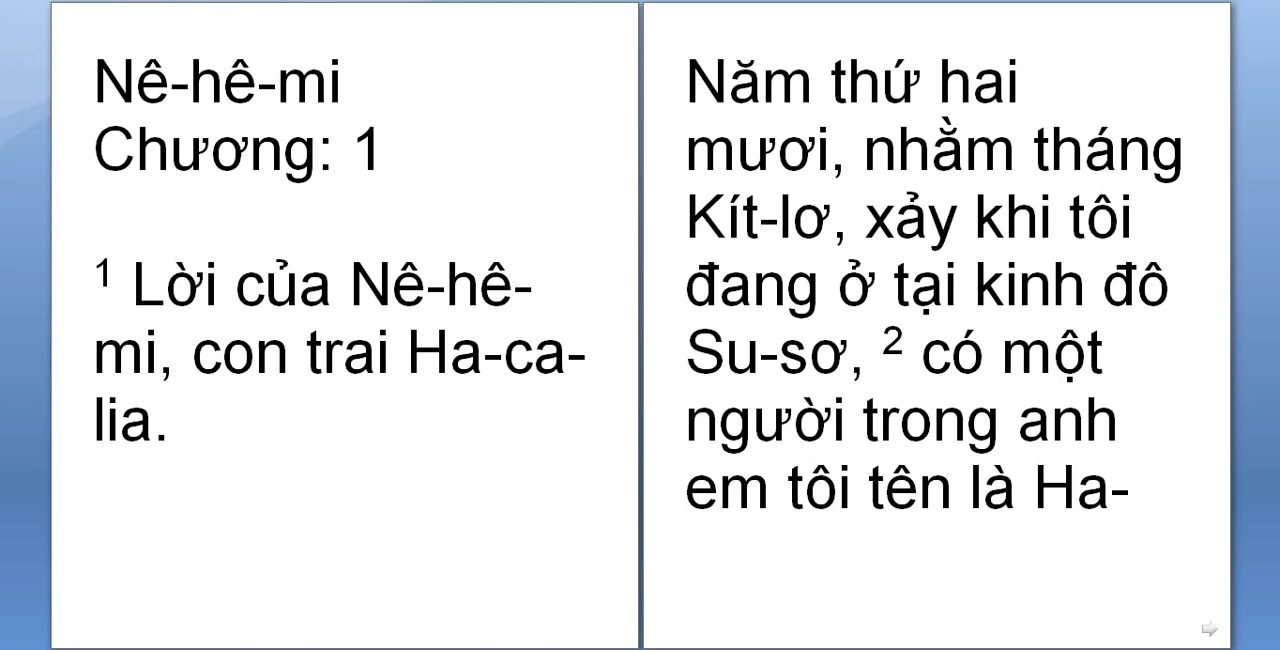 Nê-hê-mi
Chương: 1
¹ Lời của Nê-hê-
mi, con trai Ha-ca-
lia.
Năm thứ hai
mươi, nhằm tháng
Kít-lơ, xảy khi tôi
đang ở tại kinh đô
Su-sơ, ² có một
người trong anh
em tôi tên là Ha-